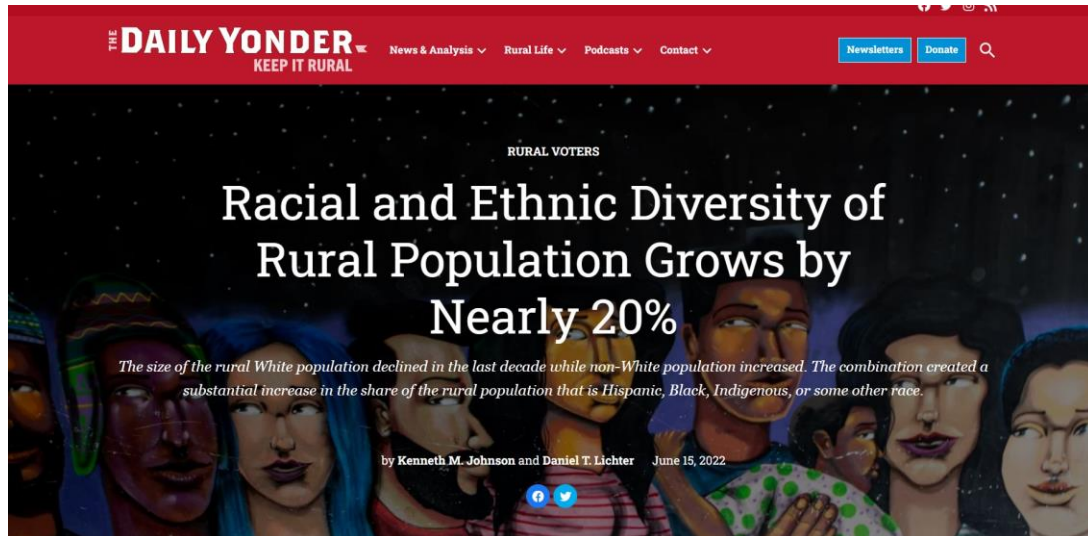 THE DAILY YONDER
KEEP IT RURAL
News & Analysis
Rural Life
Podcasts
Contact
Newsletters
Donate
RURAL VOTERS
Racial and Ethnic Diversity of
Rural Population Grows by
Nearly 20%
The size of the rural White population declined in the last decade while non-White population increased. The combination created a
substantial increase in the share of the rural population that is Hispanic, Black, Indigenous, or some other race.
by Kenneth M. Johnson and Daniel T. Lichter June 15, 2022